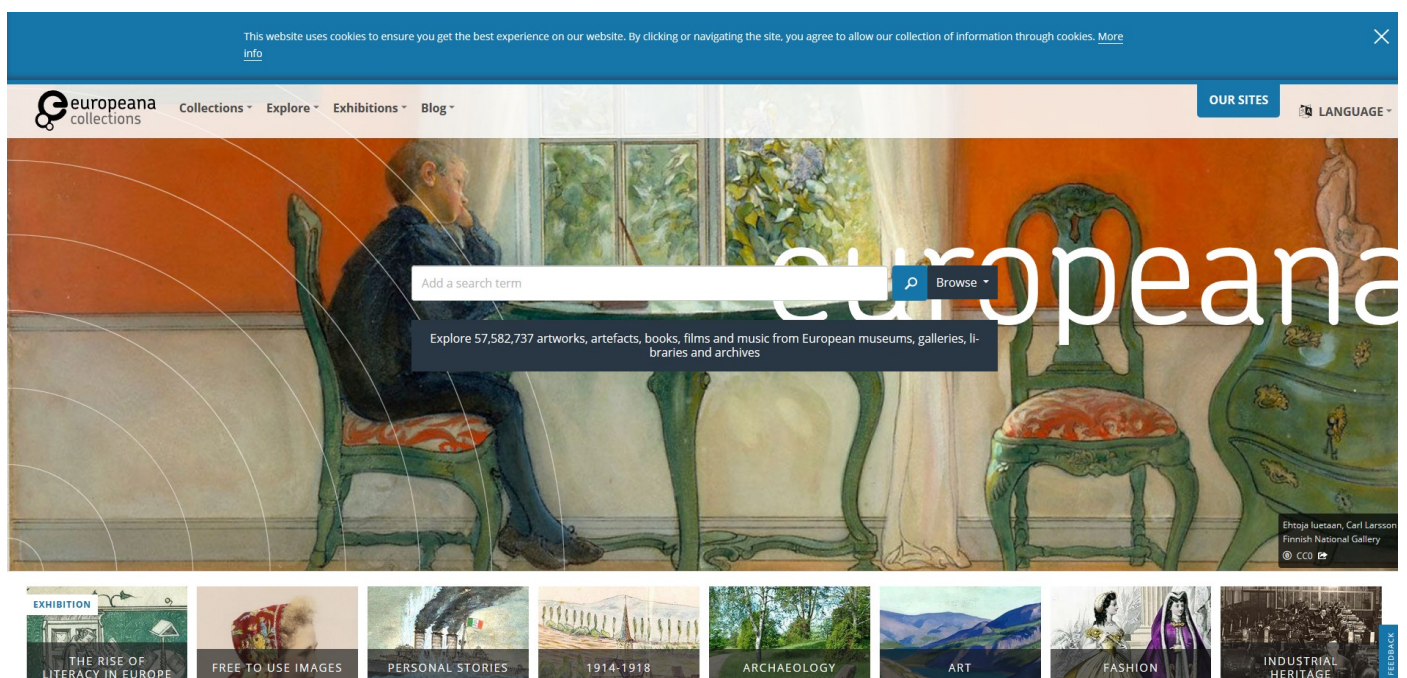 This website uses cookies to ensure you get the best experience on our website. By clicking or navigating the site, you agree to allow our collection of information through cookies. More
info
europeana
collections
Collections
Explore
Exhibitions
Blog
OUR SITES
LANGUAGE
europeana
Add a search term
Browse
Explore 57,582,737 artworks, artefacts, books, films and music from European museums, galleries, li-
braries and archives
Ehtoja luetaan, Carl Larsson
Finnish National Gallery
CC0
EXHIBITION
THE RISE OF
LITERACY IN EUROPE
FREE TO USE IMAGES
PERSONAL STORIES
1914-1918
ARCHAEOLOGY
ART
FASHION
INDUSTRIAL
HERITAGE
FEEDBACK